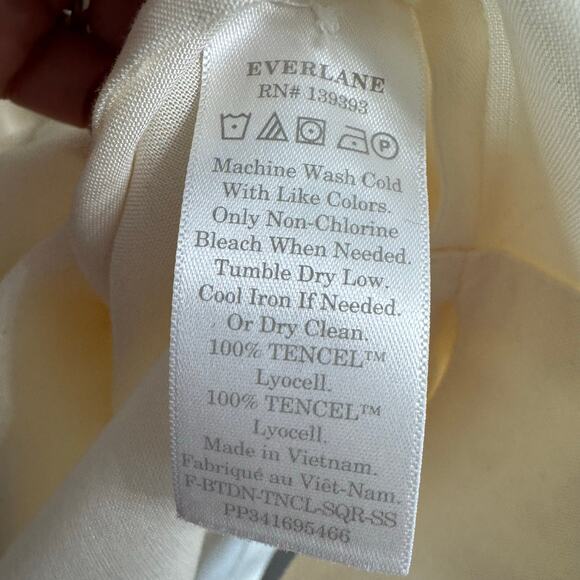 EVERLANE
RN# 139393
P
Machine Wash Cold
With Like Colors.
Only Non-Chlorine
Bleach When Needed.
Tumble Dry Low.
Cool Iron If Needed.
Or Dry Clean.
100% TENCEL™
Lyocell.
100% TENCEL™
Lyocell.
Made in Vietnam.
Fabriqué au Viêt-Nam.
F-BTDN-TNCL-SQR-SS
PP341695466